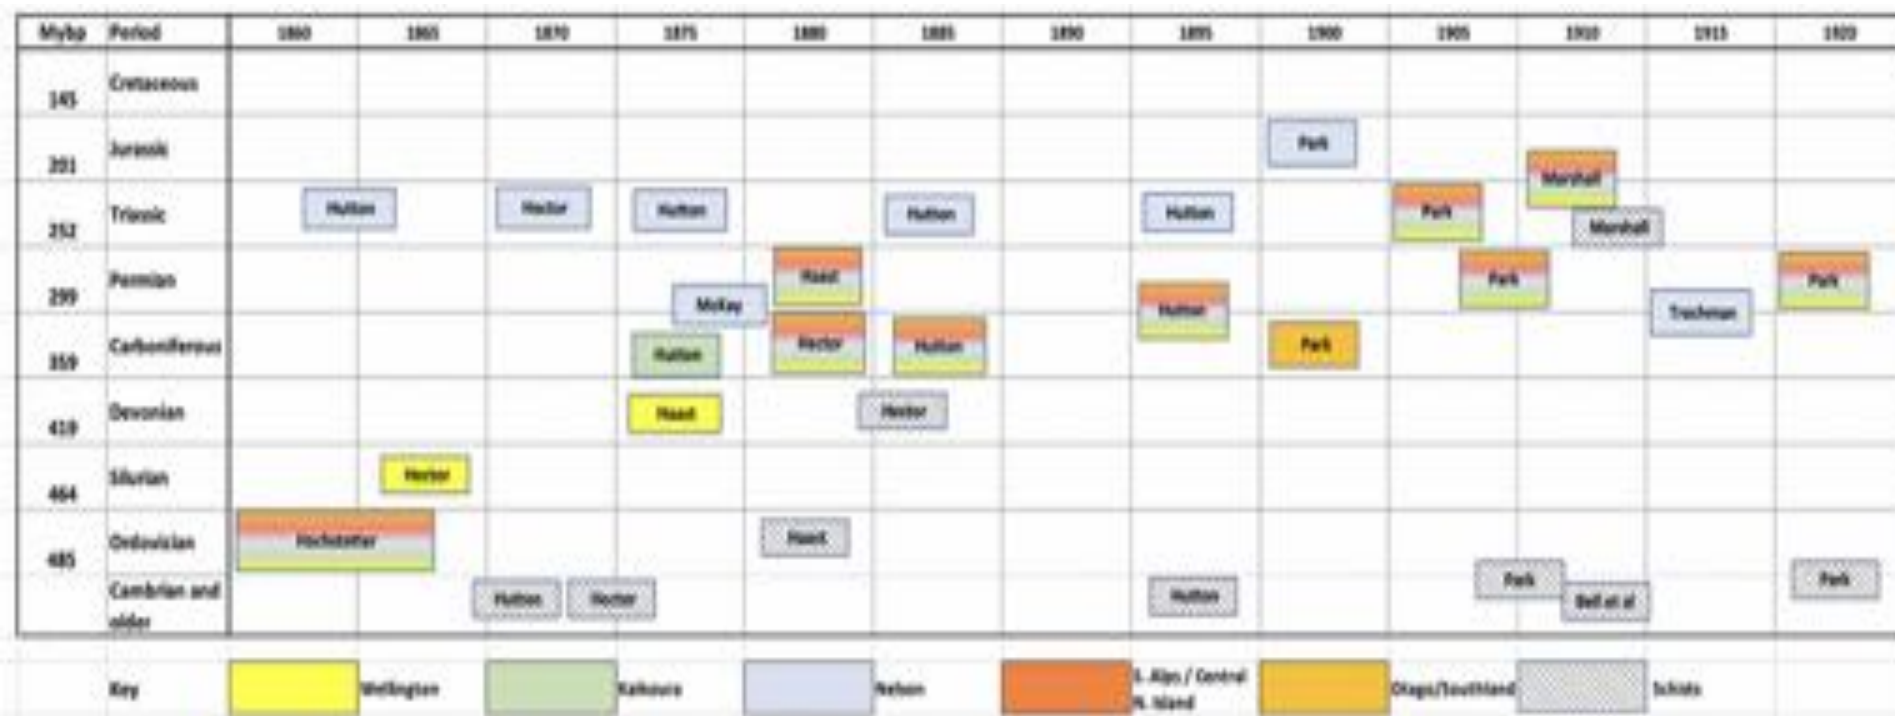 Mybp Period 1860 1865 1870 1875 1880 1885 1890 1895 1900 1905 1910 1915 1920
Cretaceous
145
Jurassic Park
201 Marshall
Triassic Hutton Hector Hutton Hutton Hutton Park
252 Marshall
Permian Haast Park Park
299 McKay Hutton Trechman
Carboniferous Hutton Hector Hutton Park
359
Devonian Haast Hector
419
Silurian Hector
464
Ordovician Hochstetter Haast
485
Cambrian and Hutton Hector Hutton Park Bell et al Park
older
Key Wellington Kaikoura Nelson S. Alps / Central Otago/Southland Schists
N. Island